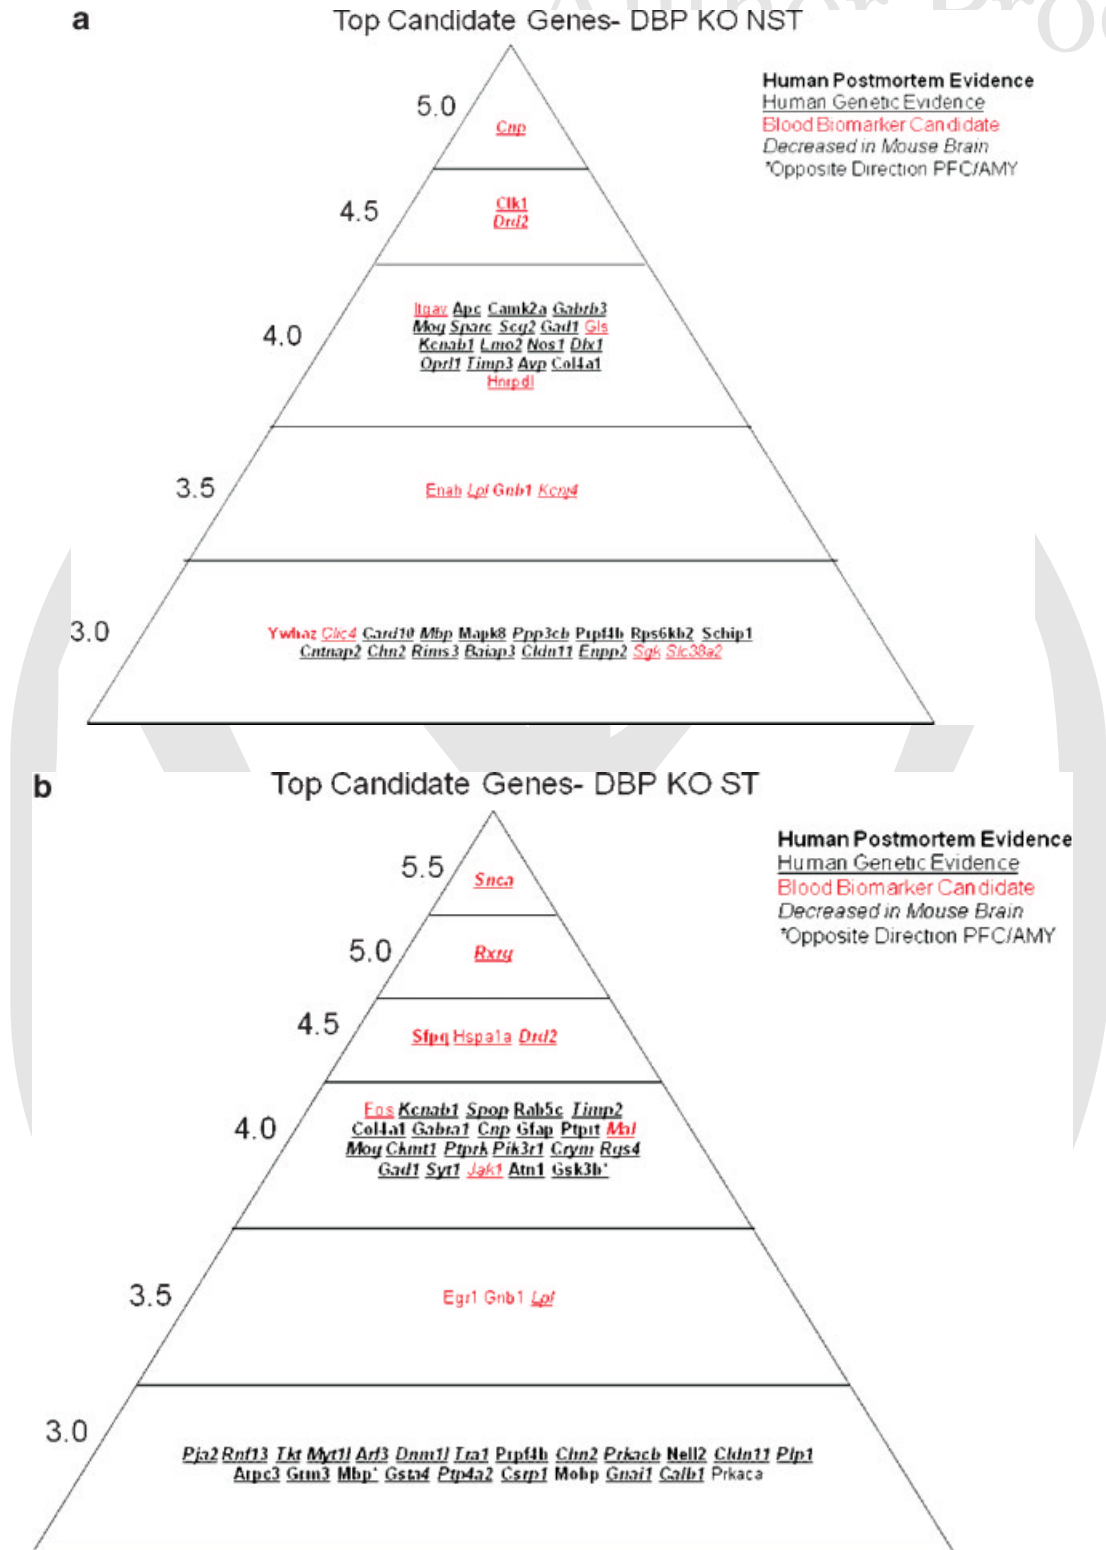 a
Top Candidate Genes- DBP KO NST
Human Postmortem Evidence
Human Genetic Evidence
Blood Biomarker Candidate
Decreased in Mouse Brain
*Opposite Direction PFC/AMY
5.0
Cnp
4.5
Clk1
Drd2
4.0
Itgav Apc Camk2a Gabrb3
Mog Sparc Scg2 Gad1 Gls
Kcnab1 Lmo2 Nos1 Dlx1
Oprl1 Timp3 Avp Col4a1
Hnrpdl
3.5
Enah Lpl Gnb1 Kcnj4
3.0
Ywhaz Clic4 Card10 Mbp Mapk8 Ppp3cb Prpf4b Rps6kb2 Schip1
Cntnap2 Chn2 Rims3 Baiap3 Cldn11 Enpp2 Sgk Slc38a2
b
Top Candidate Genes- DBP KO ST
Human Postmortem Evidence
Human Genetic Evidence
Blood Biomarker Candidate
Decreased in Mouse Brain
*Opposite Direction PFC/AMY
5.5
Snca
5.0
Rxrg
4.5
Sfpq Hspa1a Drd2
4.0
Fos Kcnab1 Spop Rab5c Timp2
Col4a1 Gabra1 Cnp Gfap Ptprt Mal
Mog Ckmt1 Ptprk Pik3r1 Crym Rgs4
Gad1 Syt1 Jak1 Atn1 Gsk3b*
3.5
Egr1 Gnb1 Lpl
3.0
Pja2 Rnf13 Tkt Myt1l Arf3 Dnm1l Tra1 Prpf4b Chn2 Prkacb Nell2 Cldn11 Plp1
Arpc3 Grm3 Mbp* Gsta4 Ptp4a2 Csrp1 Mobp Gnai1 Calb1 Prkaca